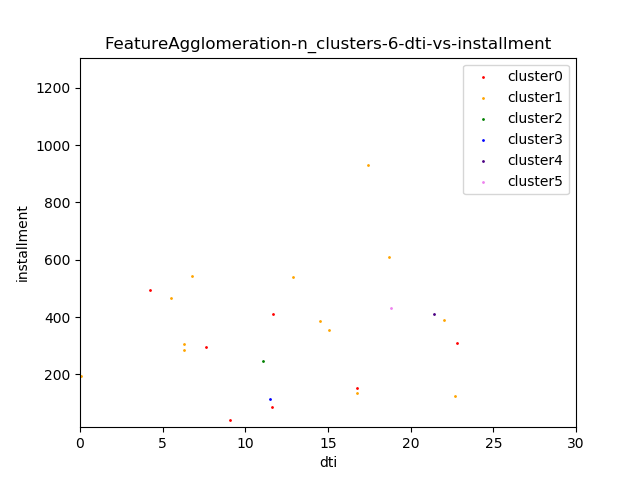 FeatureAgglomeration-n_clusters-6-dti-vs-installment
cluster0
cluster1
cluster2
cluster3
cluster4
cluster5
1200
1000
800
600
400
200
installment
0 5 10 15 20 25 30
dti